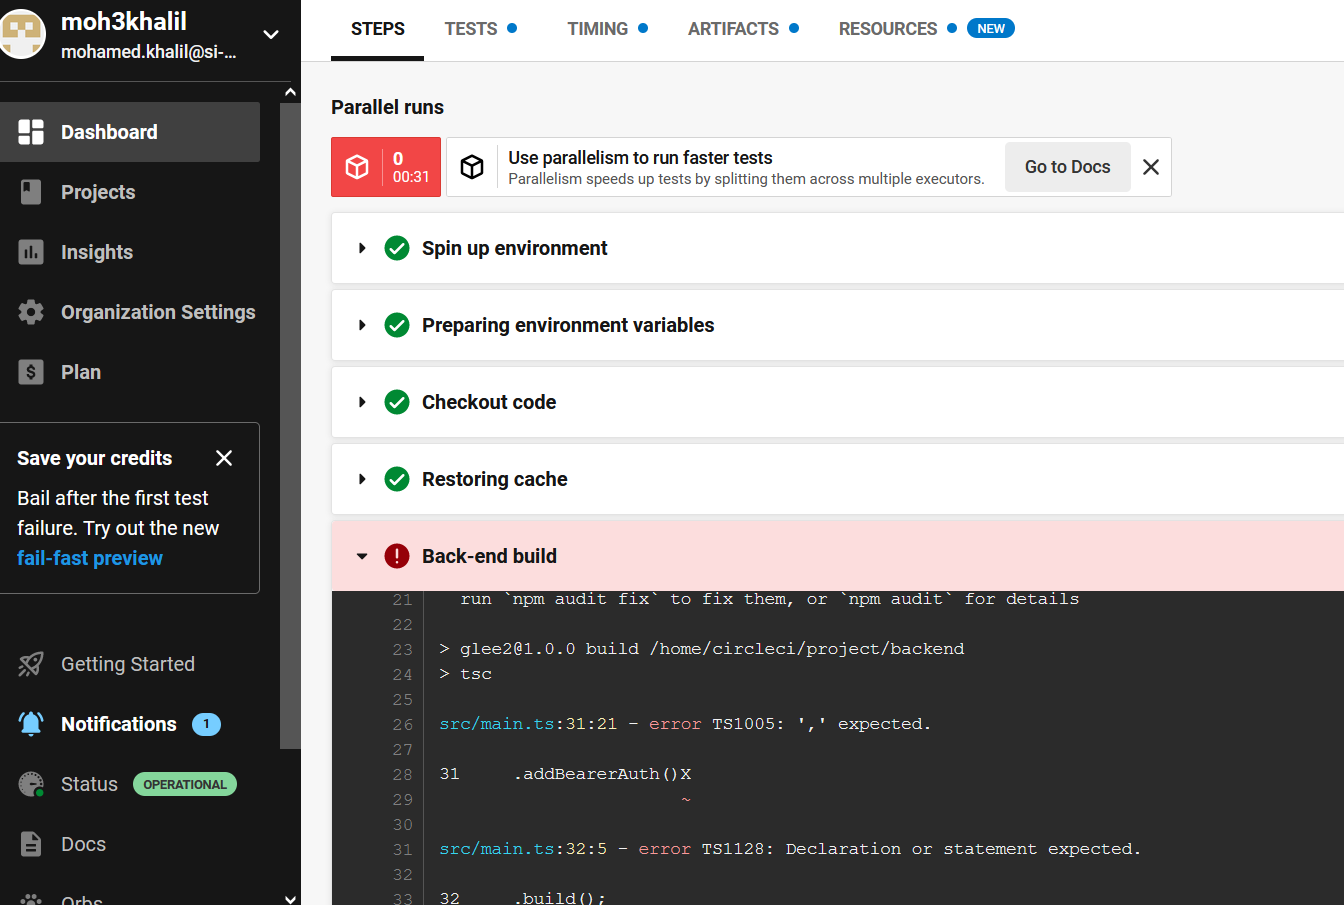 moh3khalil
mohamed.khalil@si-...
Dashboard
Projects
Insights
Organization Settings
Plan
Save your credits
Bail after the first test
failure. Try out the new
fail-fast preview
Getting Started
Notifications 1
Status OPERATIONAL
Docs
Orbs
STEPS TESTS TIMING ARTIFACTS RESOURCES NEW
Parallel runs
0
00:31
Use parallelism to run faster tests
Parallelism speeds up tests by splitting them across multiple executors.
Go to Docs
Spin up environment
Preparing environment variables
Checkout code
Restoring cache
Back-end build
21 run `npm audit fix` to fix them, or `npm audit` for details
22
23 > glee2@1.0.0 build /home/circleci/project/backend
24 > tsc
25
26 src/main.ts:31:21 - error TS1005: ',' expected.
27
28 31 .addBearerAuth()X
29 ~
30
31 src/main.ts:32:5 - error TS1128: Declaration or statement expected.
32
33 32 .build();